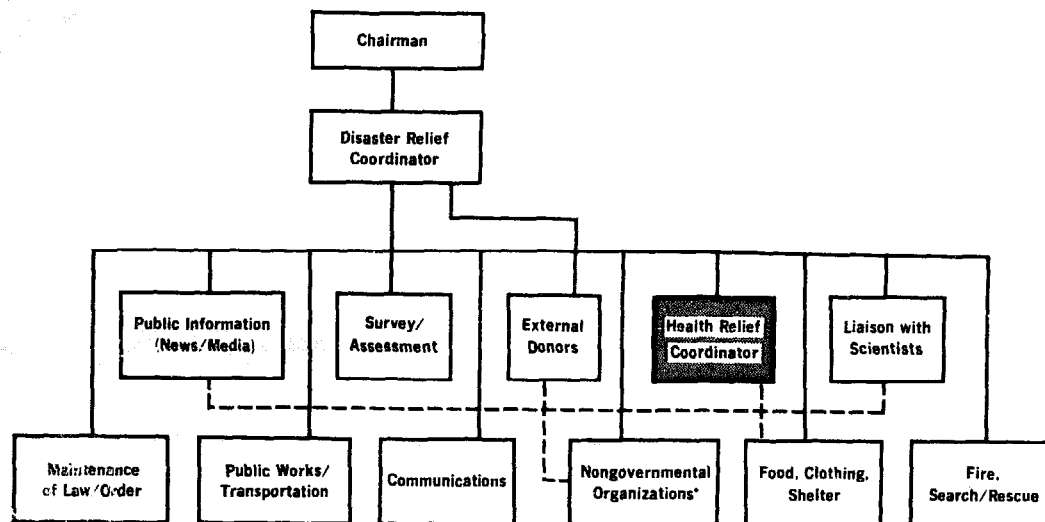 Chairman
Disaster Relief
Coordinator
Public Information
(News/Media)
Survey/
Assessment
External
Donors
Health Relief
Coordinator
Liaison with
Scientists
Maintenance
of Law/Order
Public Works/
Transportation
Communications
Nongovernmental
Organizations*
Food, Clothing,
Shelter
Fire,
Search/Rescue